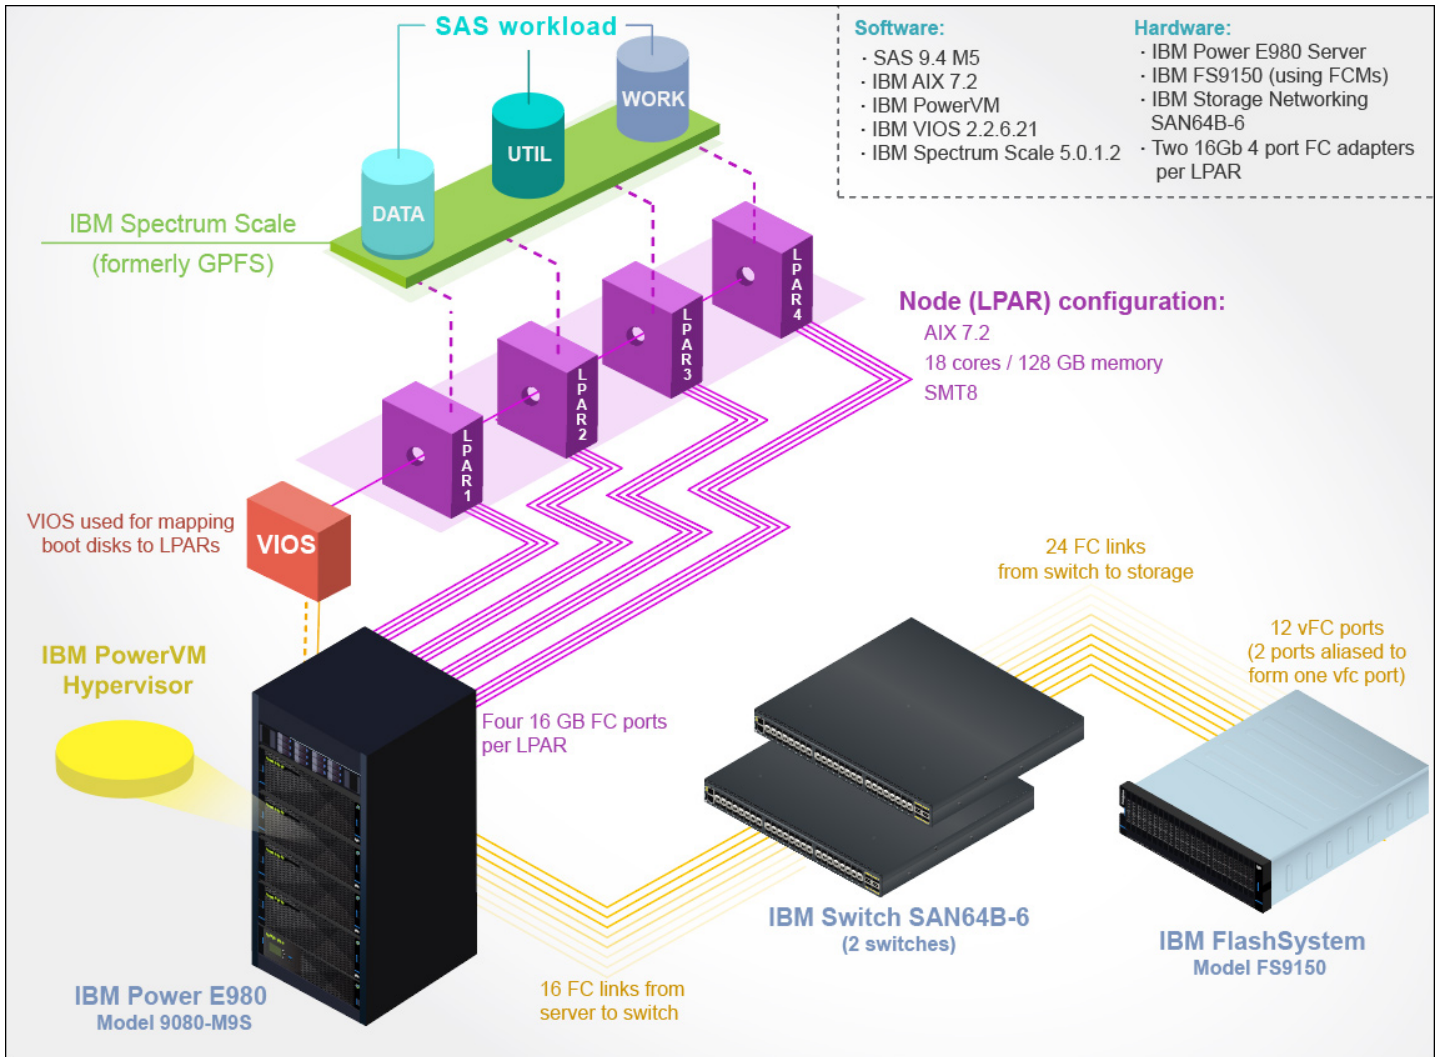 SAS workload
DATA
UTIL
WORK
Software:
· SAS 9.4 M5
· IBM AIX 7.2
· IBM PowerVM
· IBM VIOS 2.2.6.21
· IBM Spectrum Scale 5.0.1.2
Hardware:
· IBM Power E980 Server
· IBM FS9150 (using FCMs)
· IBM Storage Networking
SAN64B-6
· Two 16Gb 4 port FC adapters
per LPAR
IBM Spectrum Scale
(formerly GPFS)
LPAR1
LPAR2
LPAR3
LPAR4
Node (LPAR) configuration:
AIX 7.2
18 cores / 128 GB memory
SMT8
VIOS used for mapping
boot disks to LPARs
VIOS
IBM PowerVM
Hypervisor
Four 16 GB FC ports
per LPAR
24 FC links
from switch to storage
12 vFC ports
(2 ports aliased to
form one vfc port)
IBM Switch SAN64B-6
(2 switches)
IBM FlashSystem
Model FS9150
16 FC links from
server to switch
IBM Power E980
Model 9080-M9S